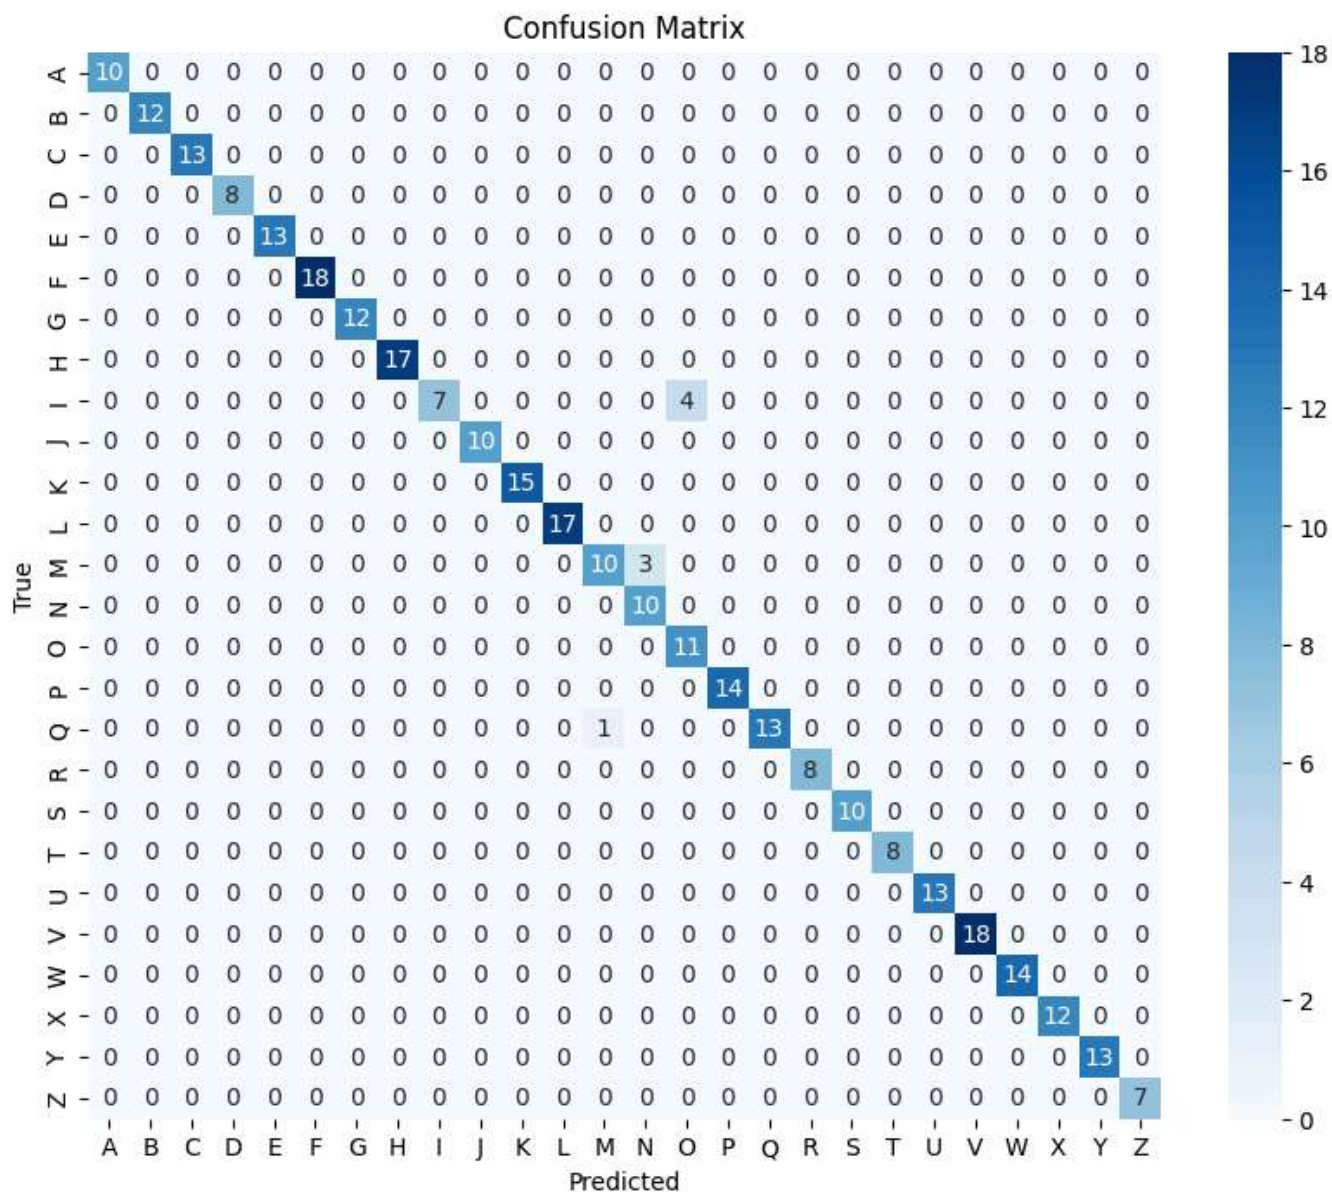 Confusion Matrix
A 10 0 0 0 0 0 0 0 0 0 0 0 0 0 0 0 0 0 0 0 0 0 0 0 0 0
B 0 12 0 0 0 0 0 0 0 0 0 0 0 0 0 0 0 0 0 0 0 0 0 0 0 0
C 0 0 13 0 0 0 0 0 0 0 0 0 0 0 0 0 0 0 0 0 0 0 0 0 0 0
D 0 0 0 8 0 0 0 0 0 0 0 0 0 0 0 0 0 0 0 0 0 0 0 0 0 0
E 0 0 0 0 13 0 0 0 0 0 0 0 0 0 0 0 0 0 0 0 0 0 0 0 0 0
F 0 0 0 0 0 18 0 0 0 0 0 0 0 0 0 0 0 0 0 0 0 0 0 0 0 0
G 0 0 0 0 0 0 12 0 0 0 0 0 0 0 0 0 0 0 0 0 0 0 0 0 0 0
H 0 0 0 0 0 0 0 17 0 0 0 0 0 0 0 0 0 0 0 0 0 0 0 0 0 0
I 0 0 0 0 0 0 0 0 7 0 0 0 0 0 4 0 0 0 0 0 0 0 0 0 0 0
J 0 0 0 0 0 0 0 0 0 10 0 0 0 0 0 0 0 0 0 0 0 0 0 0 0 0
K 0 0 0 0 0 0 0 0 0 0 15 0 0 0 0 0 0 0 0 0 0 0 0 0 0 0
L 0 0 0 0 0 0 0 0 0 0 0 17 0 0 0 0 0 0 0 0 0 0 0 0 0 0
M 0 0 0 0 0 0 0 0 0 0 0 0 10 3 0 0 0 0 0 0 0 0 0 0 0 0
N 0 0 0 0 0 0 0 0 0 0 0 0 0 10 0 0 0 0 0 0 0 0 0 0 0 0
O 0 0 0 0 0 0 0 0 0 0 0 0 0 0 11 0 0 0 0 0 0 0 0 0 0 0
P 0 0 0 0 0 0 0 0 0 0 0 0 0 0 0 14 0 0 0 0 0 0 0 0 0 0
Q 0 0 0 0 0 0 0 0 0 0 0 0 1 0 0 0 13 0 0 0 0 0 0 0 0 0
R 0 0 0 0 0 0 0 0 0 0 0 0 0 0 0 0 0 8 0 0 0 0 0 0 0 0
S 0 0 0 0 0 0 0 0 0 0 0 0 0 0 0 0 0 0 10 0 0 0 0 0 0 0
T 0 0 0 0 0 0 0 0 0 0 0 0 0 0 0 0 0 0 0 8 0 0 0 0 0 0
U 0 0 0 0 0 0 0 0 0 0 0 0 0 0 0 0 0 0 0 0 13 0 0 0 0 0
V 0 0 0 0 0 0 0 0 0 0 0 0 0 0 0 0 0 0 0 0 0 18 0 0 0 0
W 0 0 0 0 0 0 0 0 0 0 0 0 0 0 0 0 0 0 0 0 0 0 14 0 0 0
X 0 0 0 0 0 0 0 0 0 0 0 0 0 0 0 0 0 0 0 0 0 0 0 12 0 0
Y 0 0 0 0 0 0 0 0 0 0 0 0 0 0 0 0 0 0 0 0 0 0 0 0 13 0
Z 0 0 0 0 0 0 0 0 0 0 0 0 0 0 0 0 0 0 0 0 0 0 0 0 0 7
A B C D E F G H I J K L M N O P Q R S T U V W X Y Z
Predicted
True
18
16
14
12
10
8
6
4
2
0